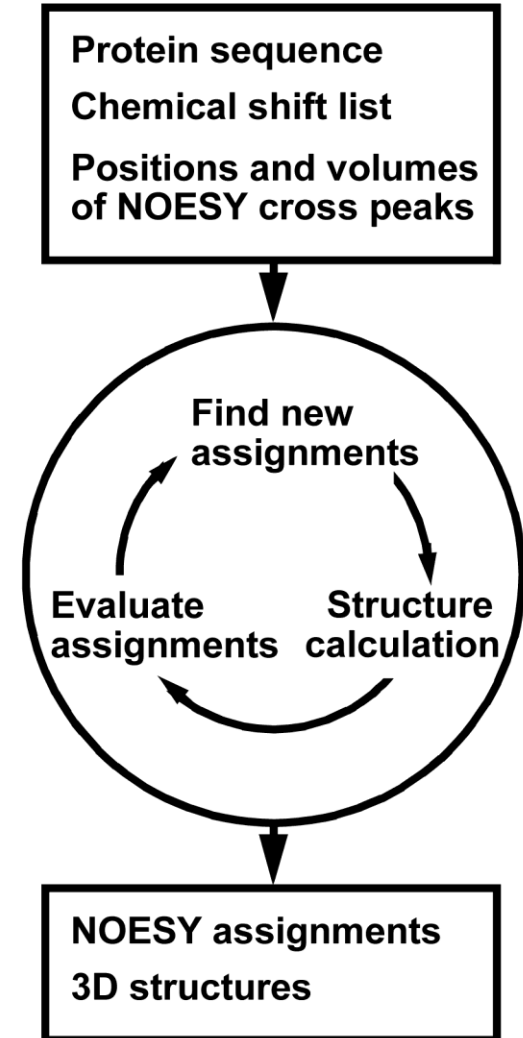 Protein sequence
Chemical shift list
Positions and volumes
of NOESY cross peaks
Find new
assignments
Evaluate
assignments
Structure
calculation
NOESY assignments
3D structures